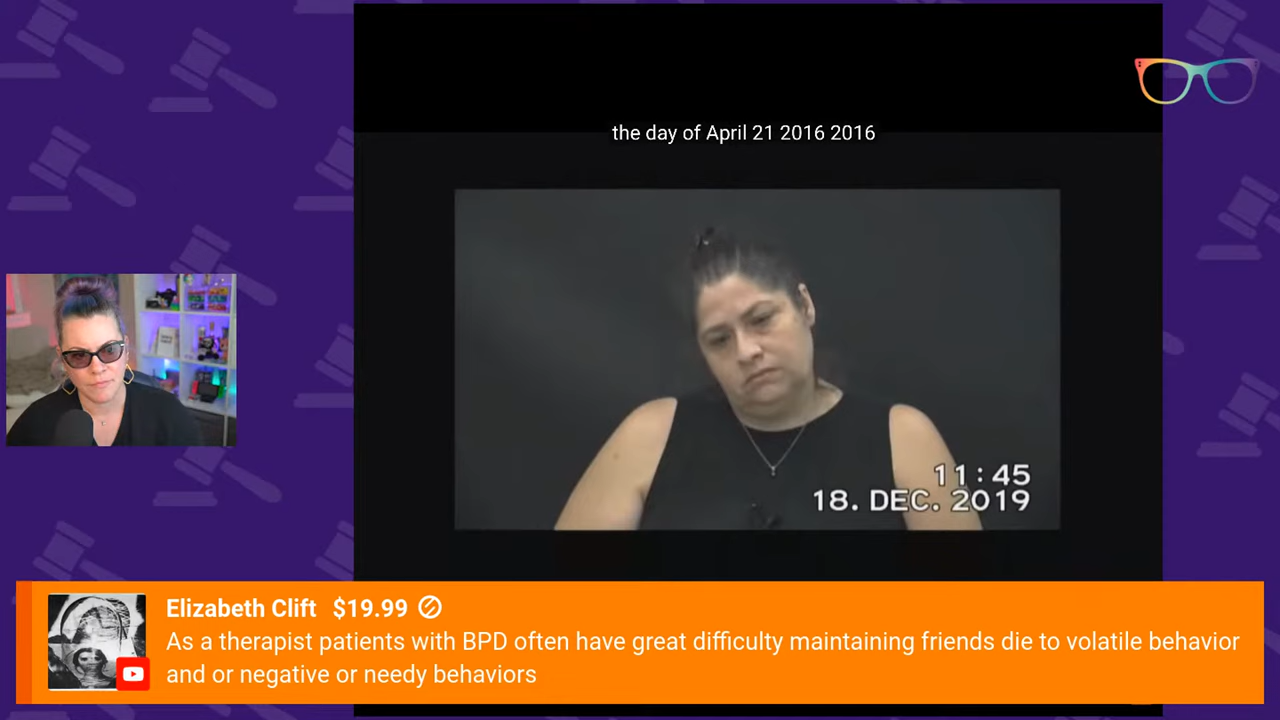 the day of April 21 2016 2016
11:45
18. DEC. 2019
Elizabeth Clift $19.99
As a therapist patients with BPD often have great difficulty maintaining friends die to volatile behavior
and or negative or needy behaviors